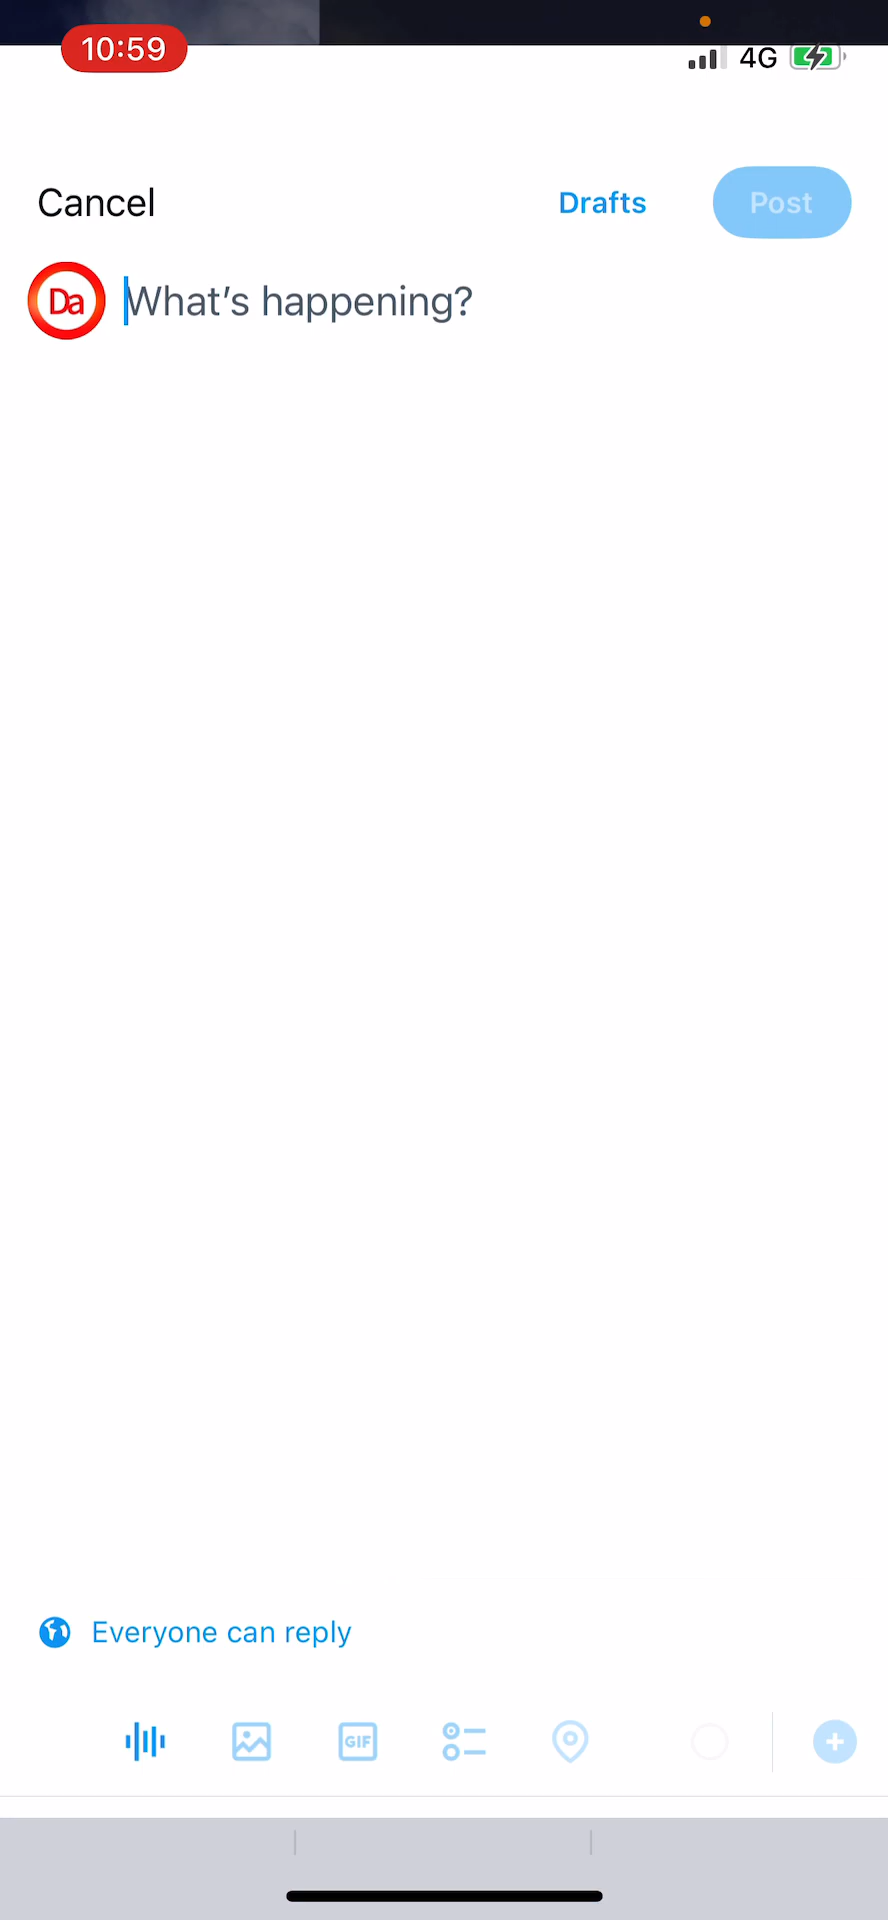 10:59
4G
Cancel
Drafts
Post
Da
What's happening?
Everyone can reply
GIF